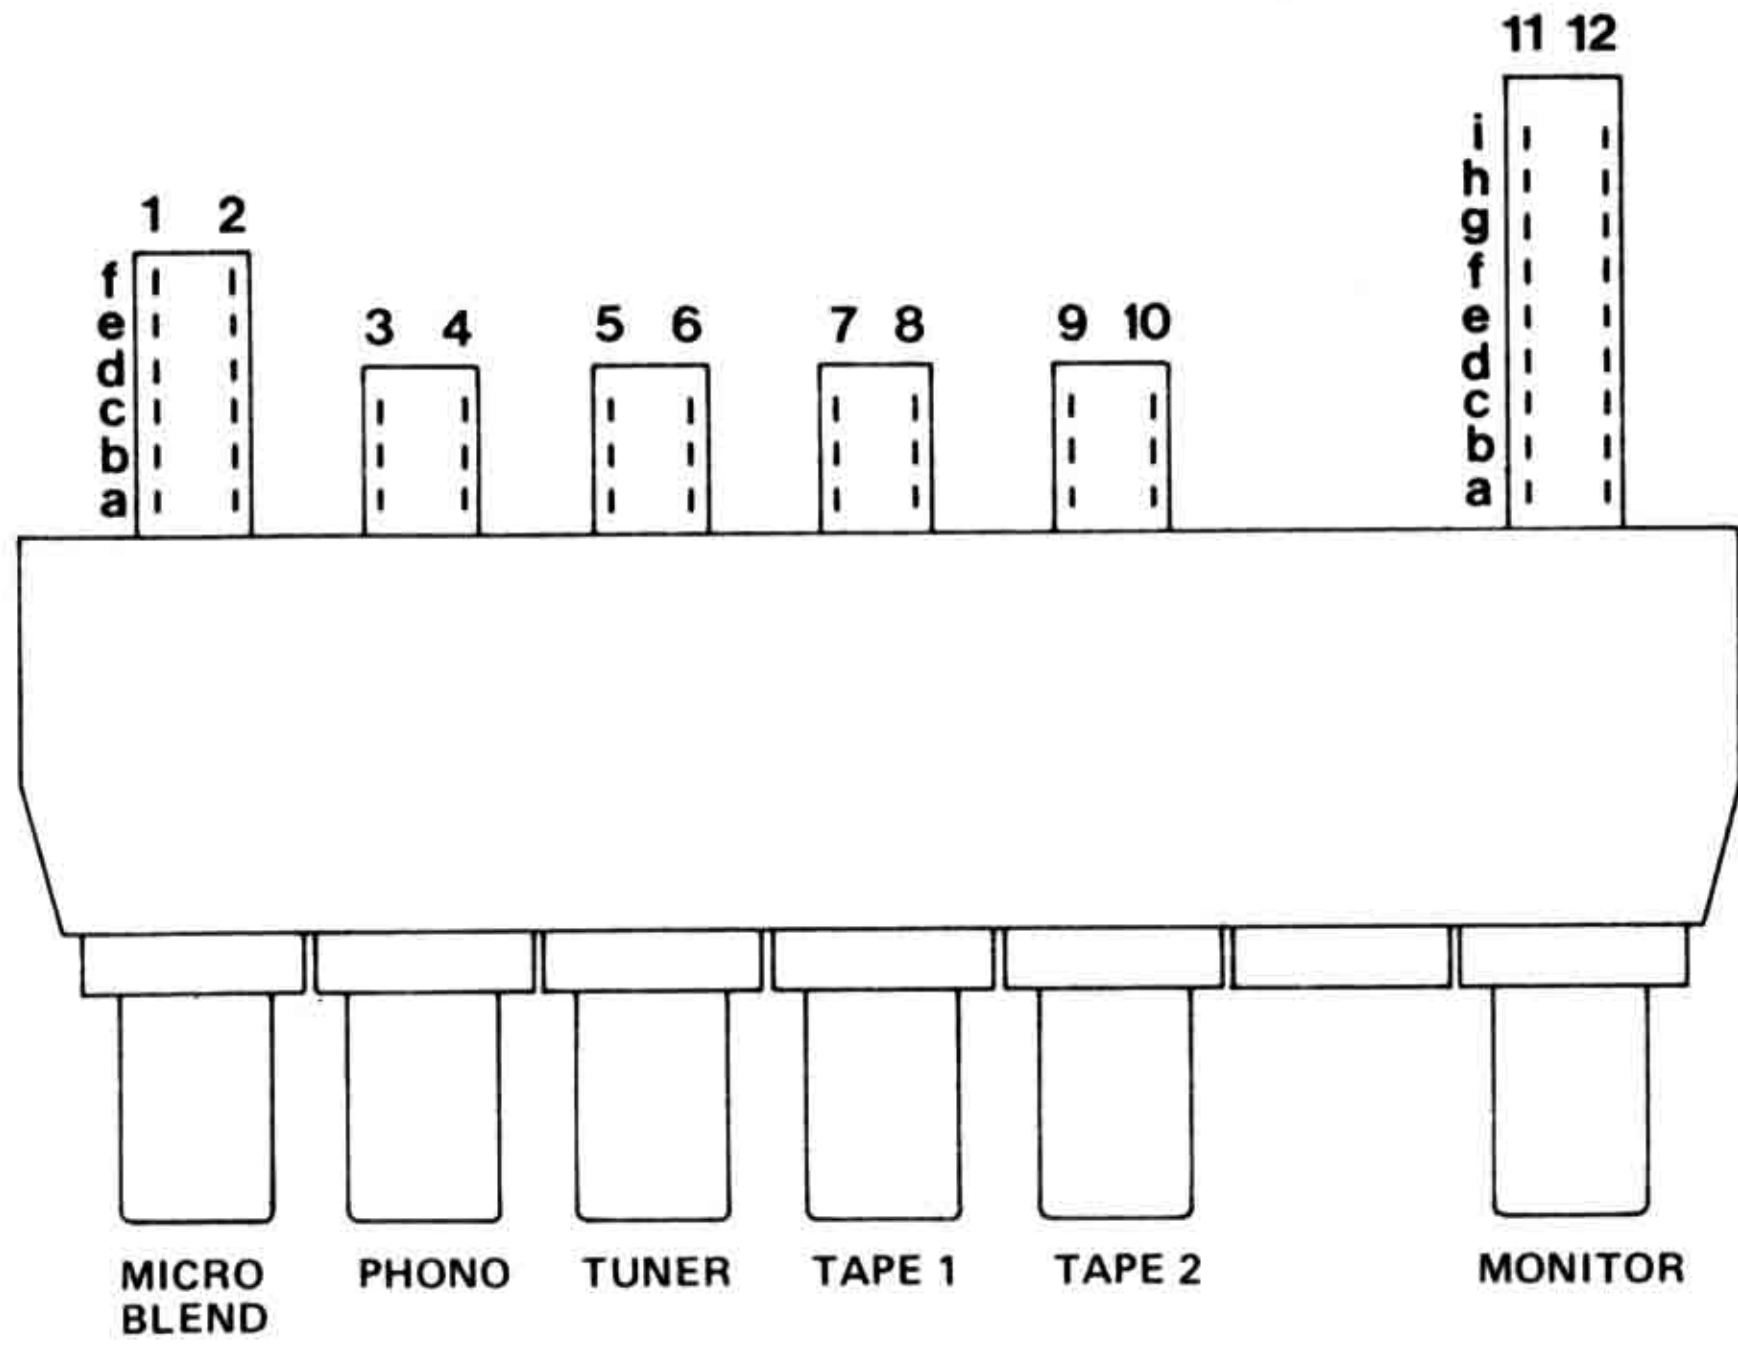 11 12
i
h
g
f
e
d
c
b
a
1 2
f
e
d
c
b
a
3 4
5 6
7 8
9 10
MICRO
BLEND
PHONO
TUNER
TAPE 1
TAPE 2
MONITOR